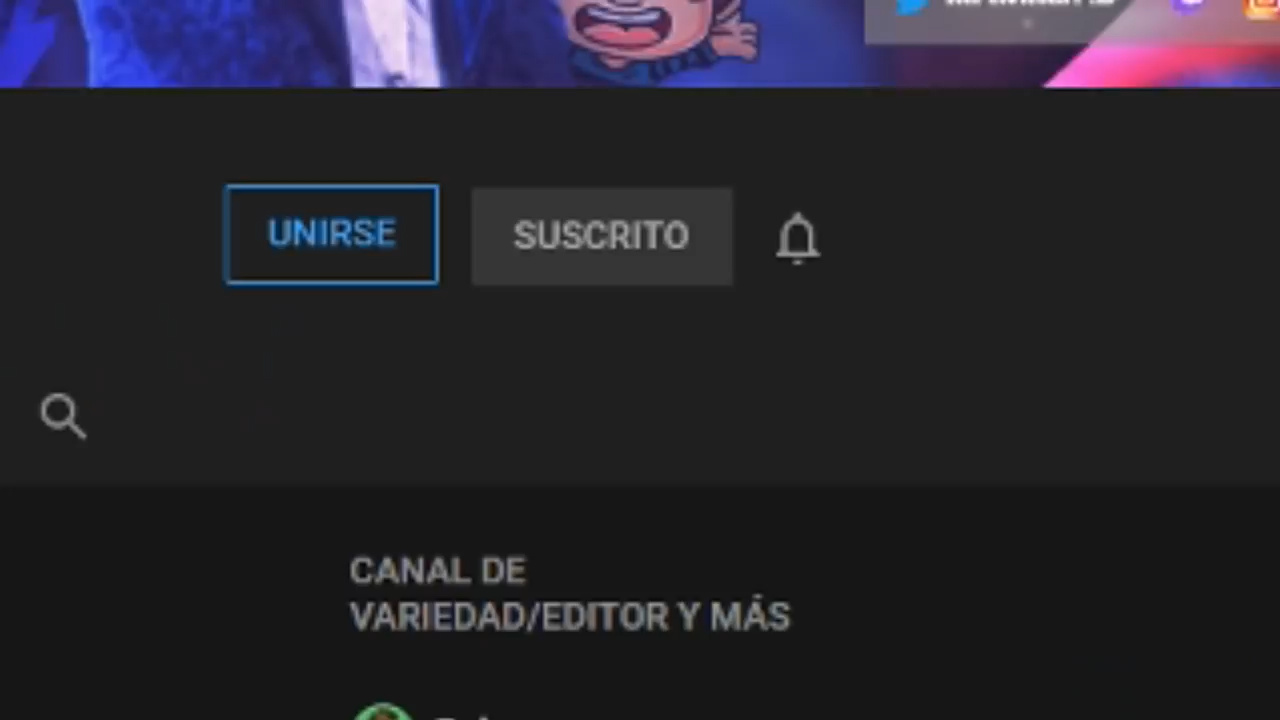 UNIRSE
SUSCRITO
CANAL DE
VARIEDAD/EDITOR Y MÁS